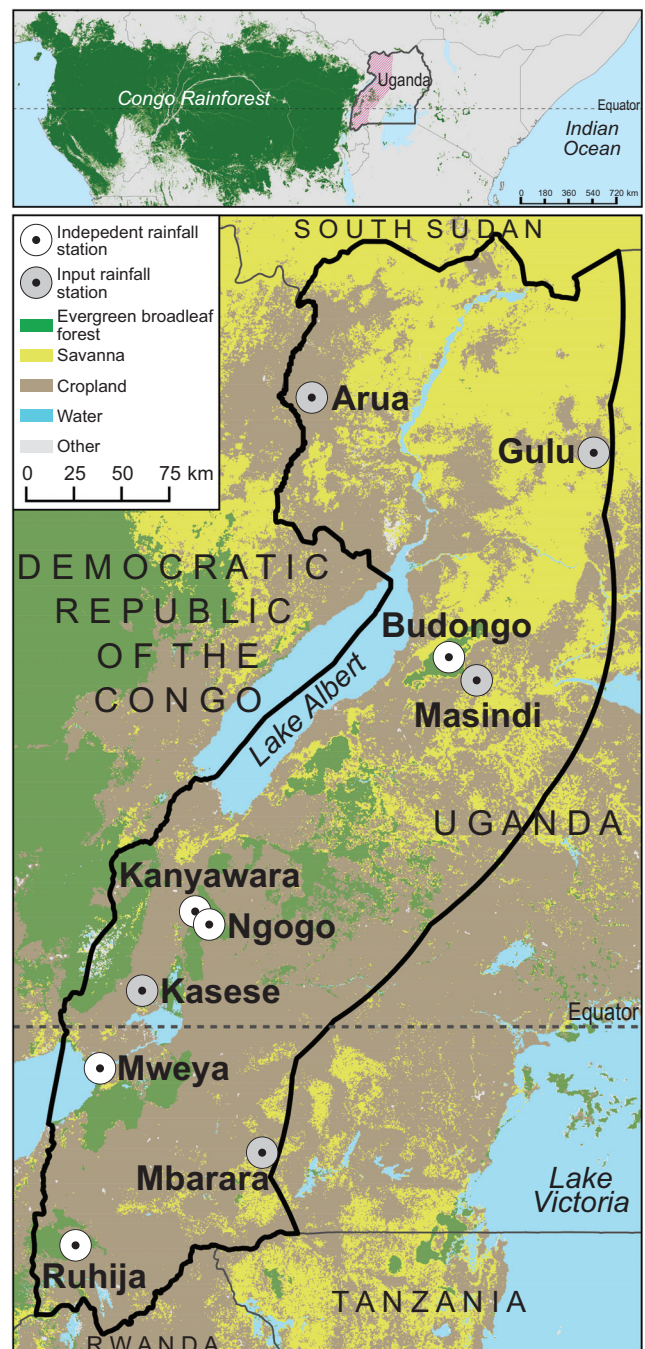 Congo Rainforest
Uganda
Equator
Indian
Ocean
0 180 360 540 720 km
SOUTH SUDAN
Indepedent rainfall
station
Input rainfall
station
Evergreen broadleaf
forest
Savanna
Cropland
Water
Other
0 25 50 75 km
Arua
Gulu
DEMOCRATIC
REPUBLIC
OF THE
CONGO
Budongo
Masindi
Lake Albert
UGANDA
Kanyawara
Ngogo
Kasese
Equator
Mweya
Mbarara
Lake
Victoria
Ruhija
TANZANIA
RWANDA